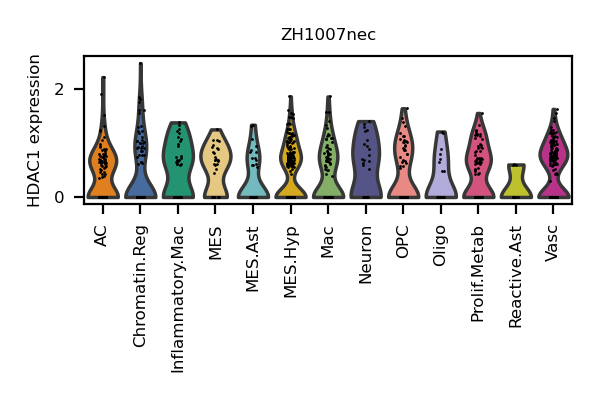 ZH1007nec
HDAC1 expression
2
0
AC
Chromatin.Reg
Inflammatory.Mac
MES
MES.Ast
MES.Hyp
Mac
Neuron
OPC
Oligo
Prolif.Metab
Reactive.Ast
Vasc